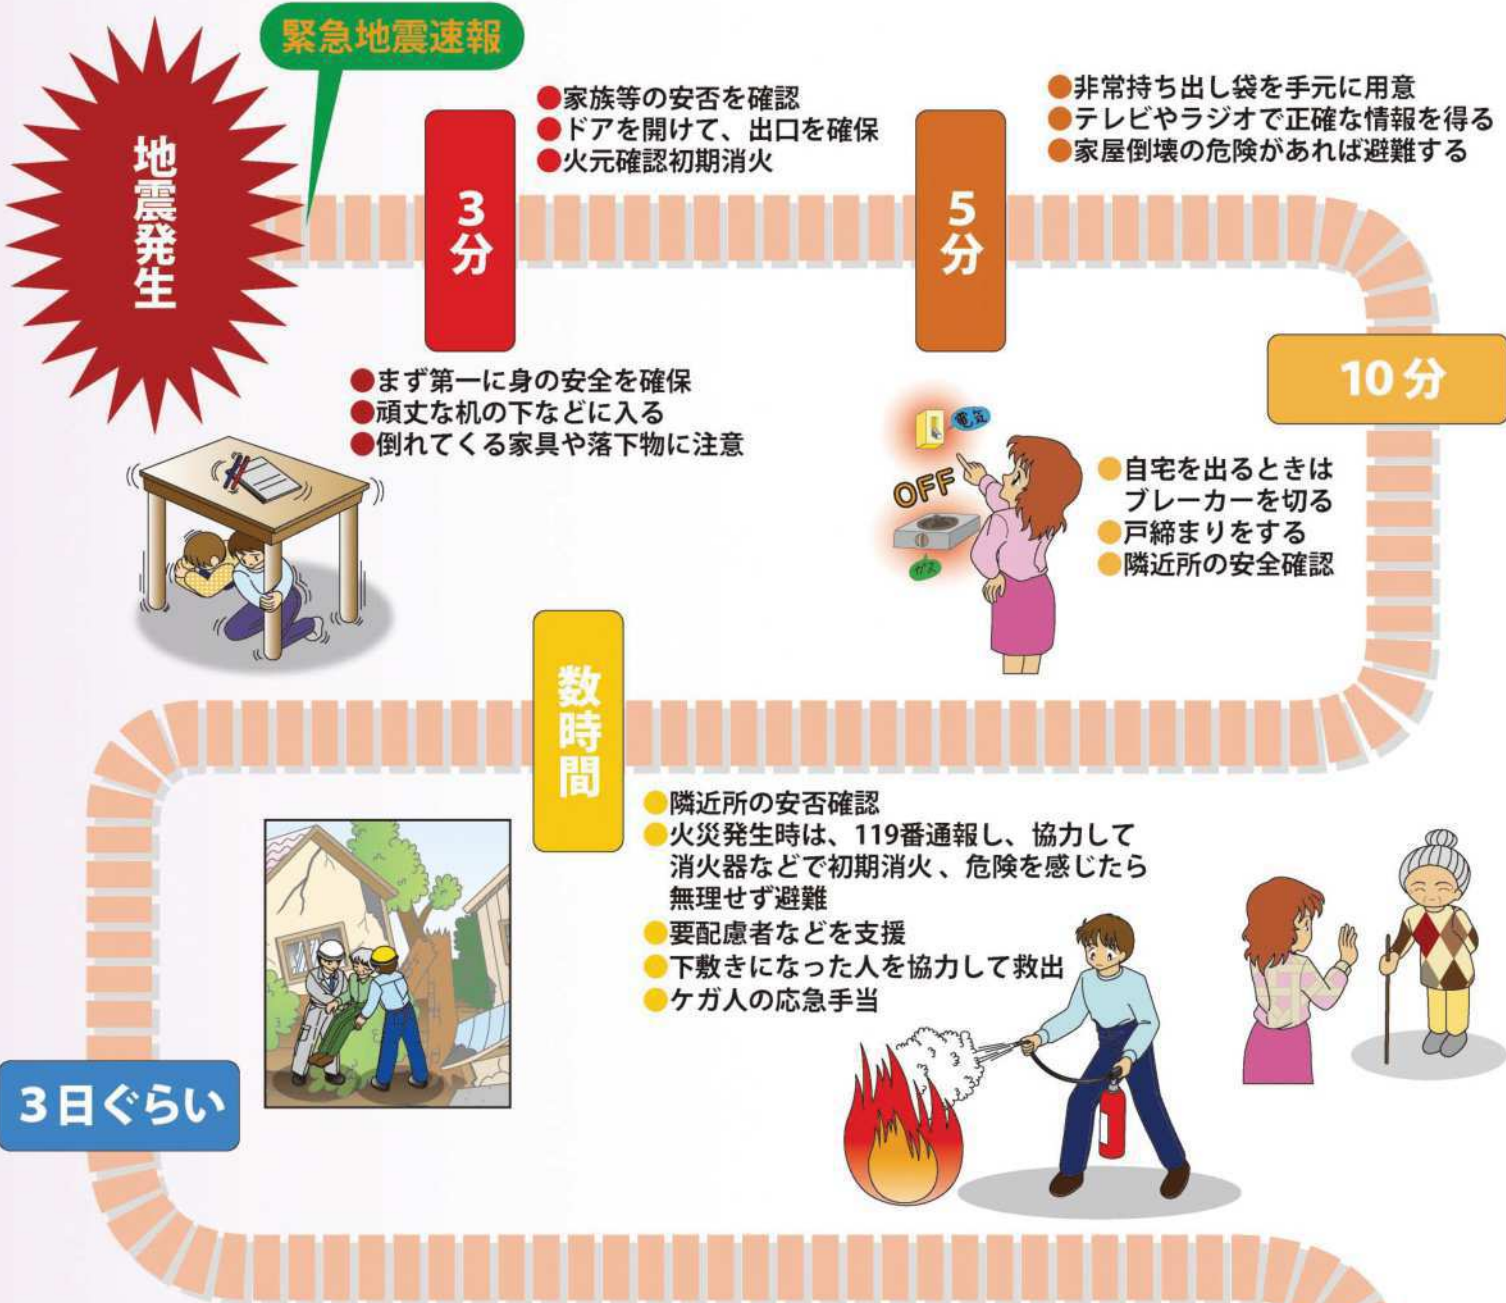 緊急地震速報
地震発生
●まず第一に身の安全を確保
●頑丈な机の下などに入る
●倒れてくる家具や落下物に注意
3分
●家族等の安否を確認
●ドアを開けて、出口を確保
●火元確認初期消火
5分
●非常持ち出し袋を手元に用意
●テレビやラジオで正確な情報を得る
●家屋倒壊の危険があれば避難する
10分
電気
OFF
ガス
●自宅を出るときは
ブレーカーを切る
●戸締まりをする
●隣近所の安全確認
数時間
●隣近所の安否確認
●火災発生時は、119番通報し、協力して
消火器などで初期消火、危険を感じたら
無理せず避難
●要配慮者などを支援
●下敷きになった人を協力して救出
●ケガ人の応急手当
3日ぐらい